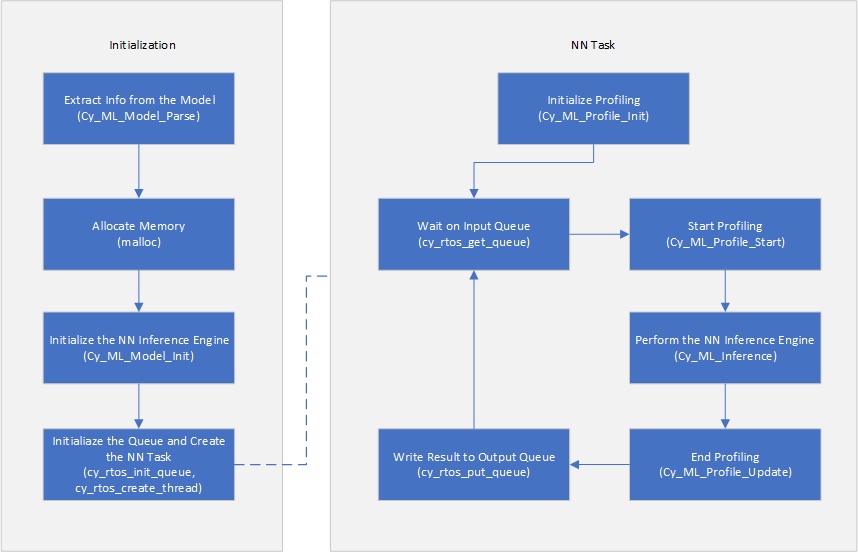 Initialization
Extract Info from the Model
(Cy_ML_Model_Parse)
Allocate Memory
(malloc)
Initialize the NN Inference Engine
(Cy_ML_Model_Init)
Initialiaze the Queue and Create
the NN Task
(cy_rtos_init_queue,
cy_rtos_create_thread)
NN Task
Initialize Profiling
(Cy_ML_Profile_Init)
Wait on Input Queue
(cy_rtos_get_queue)
Start Profiling
(Cy_ML_Profile_Start)
Perform the NN Inference Engine
(Cy_ML_Inference)
End Profiling
(Cy_ML_Profile_Update)
Write Result to Output Queue
(cy_rtos_put_queue)